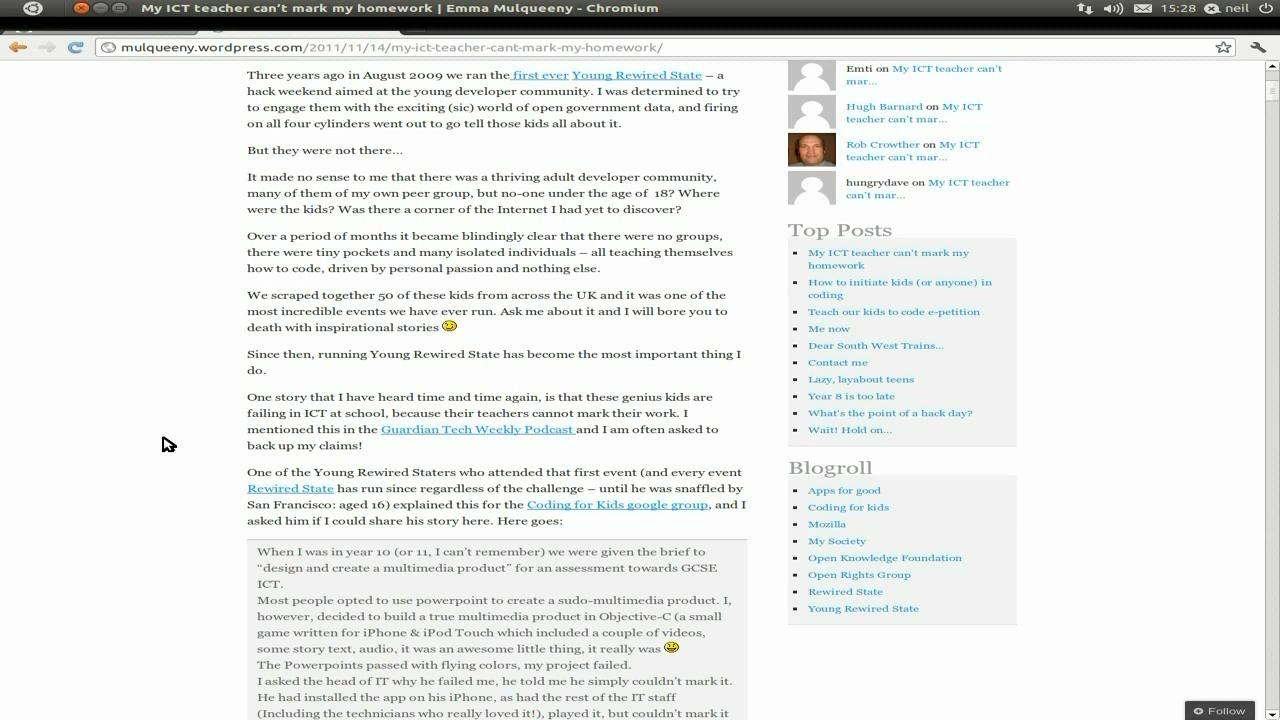 My ICT teacher can't mark my homework | Emma Mulqueeny - Chromium
15:28
neil
mulqueeny.wordpress.com/2011/11/14/my-ict-teacher-cant-mark-my-homework/
Three years ago in August 2009 we ran the first ever Young Rewired State – a
hack weekend aimed at the young developer community. I was determined to try
to engage them with the exciting (sic) world of open government data, and firing
on all four cylinders went out to go tell those kids all about it.
But they were not there...
It made no sense to me that there was a thriving adult developer community,
many of them of my own peer group, but no-one under the age of 18? Where
were the kids? Was there a corner of the Internet I had yet to discover?
Over a period of months it became blindingly clear that there were no groups,
there were tiny pockets and many isolated individuals – all teaching themselves
how to code, driven by personal passion and nothing else.
We scraped together 50 of these kids from across the UK and it was one of the
most incredible events we have ever run. Ask me about it and I will bore you to
death with inspirational stories
Since then, running Young Rewired State has become the most important thing I
do.
One story that I have heard time and time again, is that these genius kids are
failing in ICT at school, because their teachers cannot mark their work. I
mentioned this in the Guardian Tech Weekly Podcast and I am often asked to
back up my claims!
One of the Young Rewired Staters who attended that first event (and every event
Rewired State has run since regardless of the challenge – until he was snaffled by
San Francisco: aged 16) explained this for the Coding for Kids google group, and I
asked him if I could share his story here. Here goes:
When I was in year 10 (or 11, I can't remember) we were given the brief to
“design and create a multimedia product” for an assessment towards GCSE
ICT.
Most people opted to use powerpoint to create a sudo-multimedia product. I,
however, decided to build a true multimedia product in Objective-C (a small
game written for iPhone & iPod Touch which included a couple of videos,
some story text, audio, it was an awesome little thing, it really was
The Powerpoints passed with flying colors, my project failed.
I asked the head of IT why he failed me, he told me he simply couldn't mark it.
He had installed the app on his iPhone, as had the rest of the IT staff
(Including the technicians who really loved it!), played it, but couldn't mark it
Emti on My ICT teacher can't
mar...
Hugh Barnard on My ICT
teacher can't mar...
Rob Crowther on My ICT
teacher can't mar...
hungrydave on My ICT teacher
can't mar...
Top Posts
My ICT teacher can't mark my
homework
How to initiate kids (or anyone) in
coding
Teach our kids to code e-petition
Me now
Dear South West Trains...
Contact me
Lazy, layabout teens
Year 8 is too late
What's the point of a hack day?
Wait! Hold on...
Blogroll
Apps for good
Coding for kids
Mozilla
My Society
Open Knowledge Foundation
Open Rights Group
Rewired State
Young Rewired State
Follow